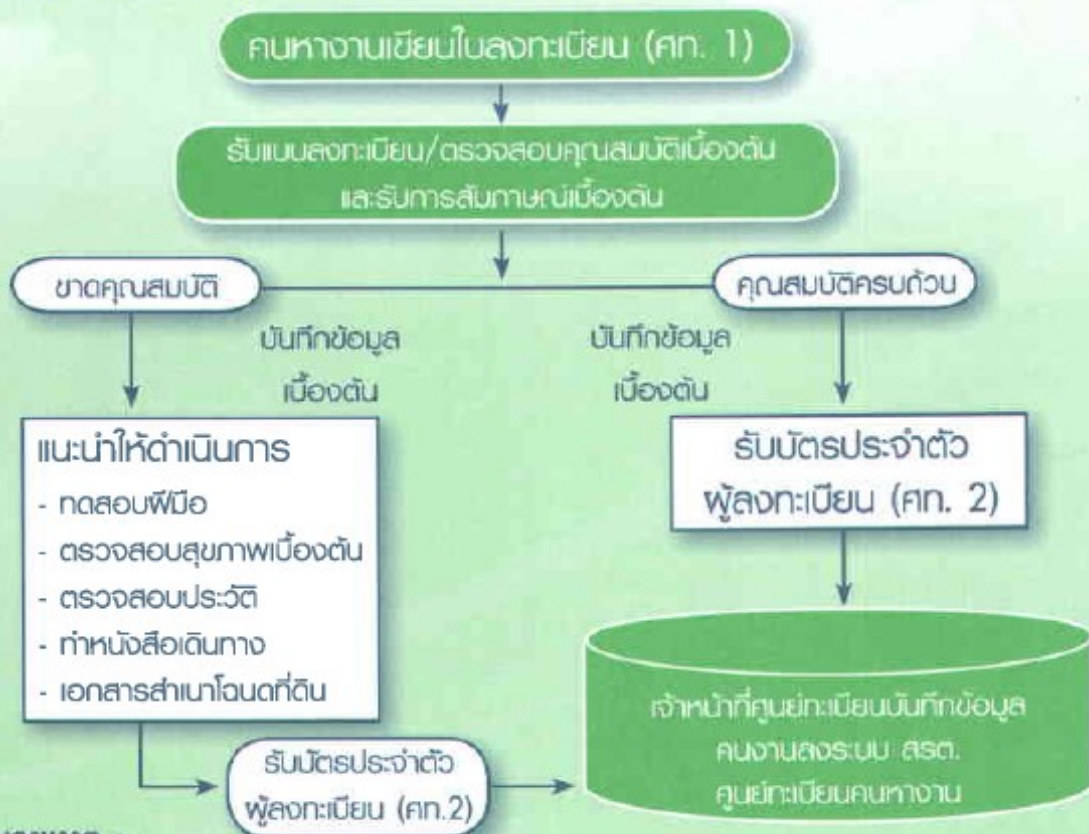 คนหางานเขียนใบลงทะเบียน (ศท. 1)
รับแบบลงทะเบียน/ตรวจสอบคุณสมบัติเบื้องต้น
และรับการสัมภาษณ์เบื้องต้น
ขาดคุณสมบัติ
คุณสมบัติครบถ้วน
บันทึกข้อมูล
เบื้องต้น
บันทึกข้อมูล
เบื้องต้น
แนะนำให้ดำเนินการ
- ทดสอบฝีมือ
- ตรวจสอบสุขภาพเบื้องต้น
- ตรวจสอบประวัติ
- ทำหนังสือเดินทาง
- เอกสารสำเนาโฉนดที่ดิน
รับบัตรประจำตัว
ผู้ลงทะเบียน (ศท. 2)
รับบัตรประจำตัว
ผู้ลงทะเบียน (ศท.2)
เจ้าหน้าที่ศูนย์ทะเบียนบันทึกข้อมูล
คนงานลงระบบ สรต.
ศูนย์ทะเบียนคนหางาน